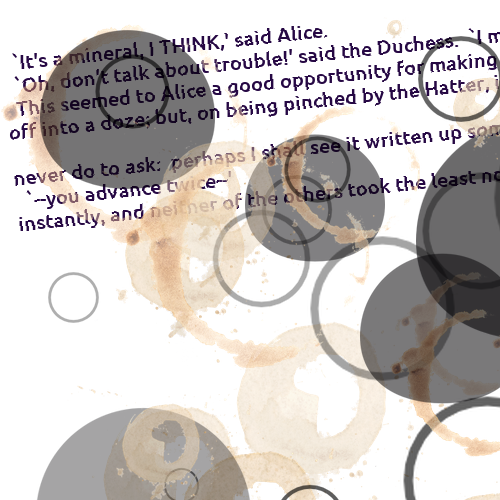 `It's a mineral, I THINK,' said Alice.
`Oh, don't talk about trouble!' said the Duchess. `I
This seemed to Alice a good opportunity for making
off into a doze; but, on being pinched by the Hatter,
never do to ask: perhaps I shall see it written up
`--you advance twice--'
instantly, and neither of the others took the least